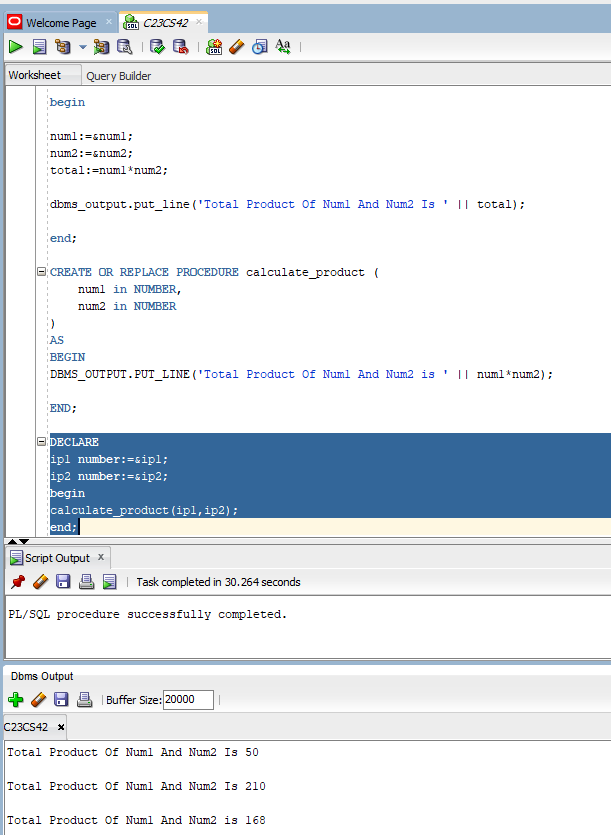 Welcome Page
C23CS42
Worksheet
Query Builder
begin
num1:=&num1;
num2:=&num2;
total:=num1*num2;
dbms_output.put_line('Total Product Of Num1 And Num2 Is ' || total);
end;
CREATE OR REPLACE PROCEDURE calculate_product (
num1 in NUMBER,
num2 in NUMBER
)
AS
BEGIN
DBMS_OUTPUT.PUT_LINE('Total Product Of Num1 And Num2 is ' || num1*num2);
END;
DECLARE
ip1 number:=&ip1;
ip2 number:=&ip2;
begin
calculate_product(ip1,ip2);
end;
Script Output
Task completed in 30.264 seconds
PL/SQL procedure successfully completed.
Dbms Output
Buffer Size: 20000
C23CS42
Total Product Of Num1 And Num2 Is 50
Total Product Of Num1 And Num2 Is 210
Total Product Of Num1 And Num2 is 168